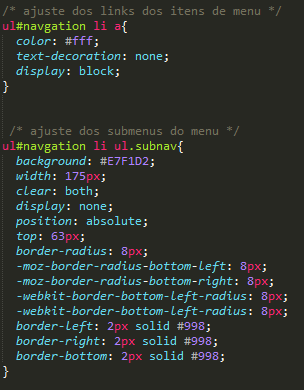 /* ajuste dos links dos itens de menu */
ul#navgation li a{
color: #fff;
text-decoration: none;
display: block;
}
/* ajuste dos submenus do menu */
ul#navgation li ul.subnav{
background: #E7F1D2;
width: 175px;
clear: both;
display: none;
position: absolute;
top: 63px;
border-radius: 8px;
-moz-border-radius-bottom-left: 8px;
-moz-border-radius-bottom-right: 8px;
-webkit-border-bottom-left-radius: 8px;
-webkit-border-bottom-left-radius: 8px;
border-left: 2px solid #998;
border-right: 2px solid #998;
border-bottom: 2px solid #998;
}